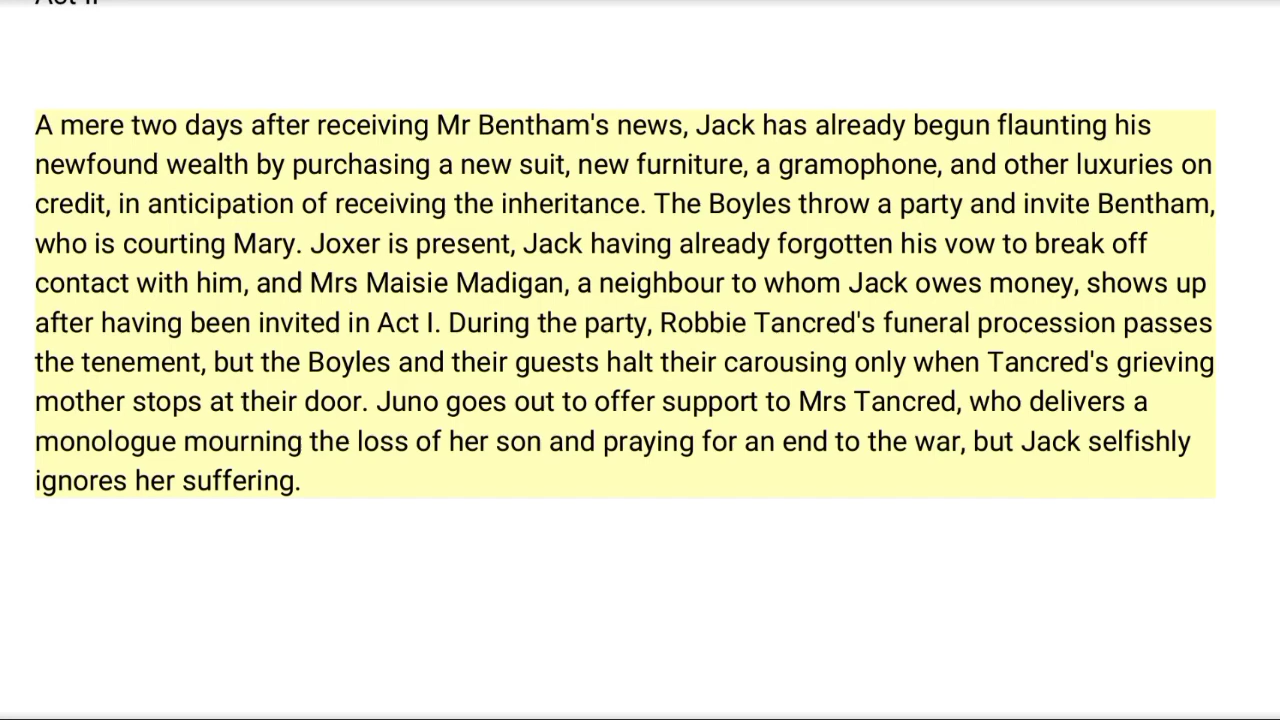 Act II
A mere two days after receiving Mr Bentham's news, Jack has already begun flaunting his
newfound wealth by purchasing a new suit, new furniture, a gramophone, and other luxuries on
credit, in anticipation of receiving the inheritance. The Boyles throw a party and invite Bentham,
who is courting Mary. Joxer is present, Jack having already forgotten his vow to break off
contact with him, and Mrs Maisie Madigan, a neighbour to whom Jack owes money, shows up
after having been invited in Act I. During the party, Robbie Tancred's funeral procession passes
the tenement, but the Boyles and their guests halt their carousing only when Tancred's grieving
mother stops at their door. Juno goes out to offer support to Mrs Tancred, who delivers a
monologue mourning the loss of her son and praying for an end to the war, but Jack selfishly
ignores her suffering.